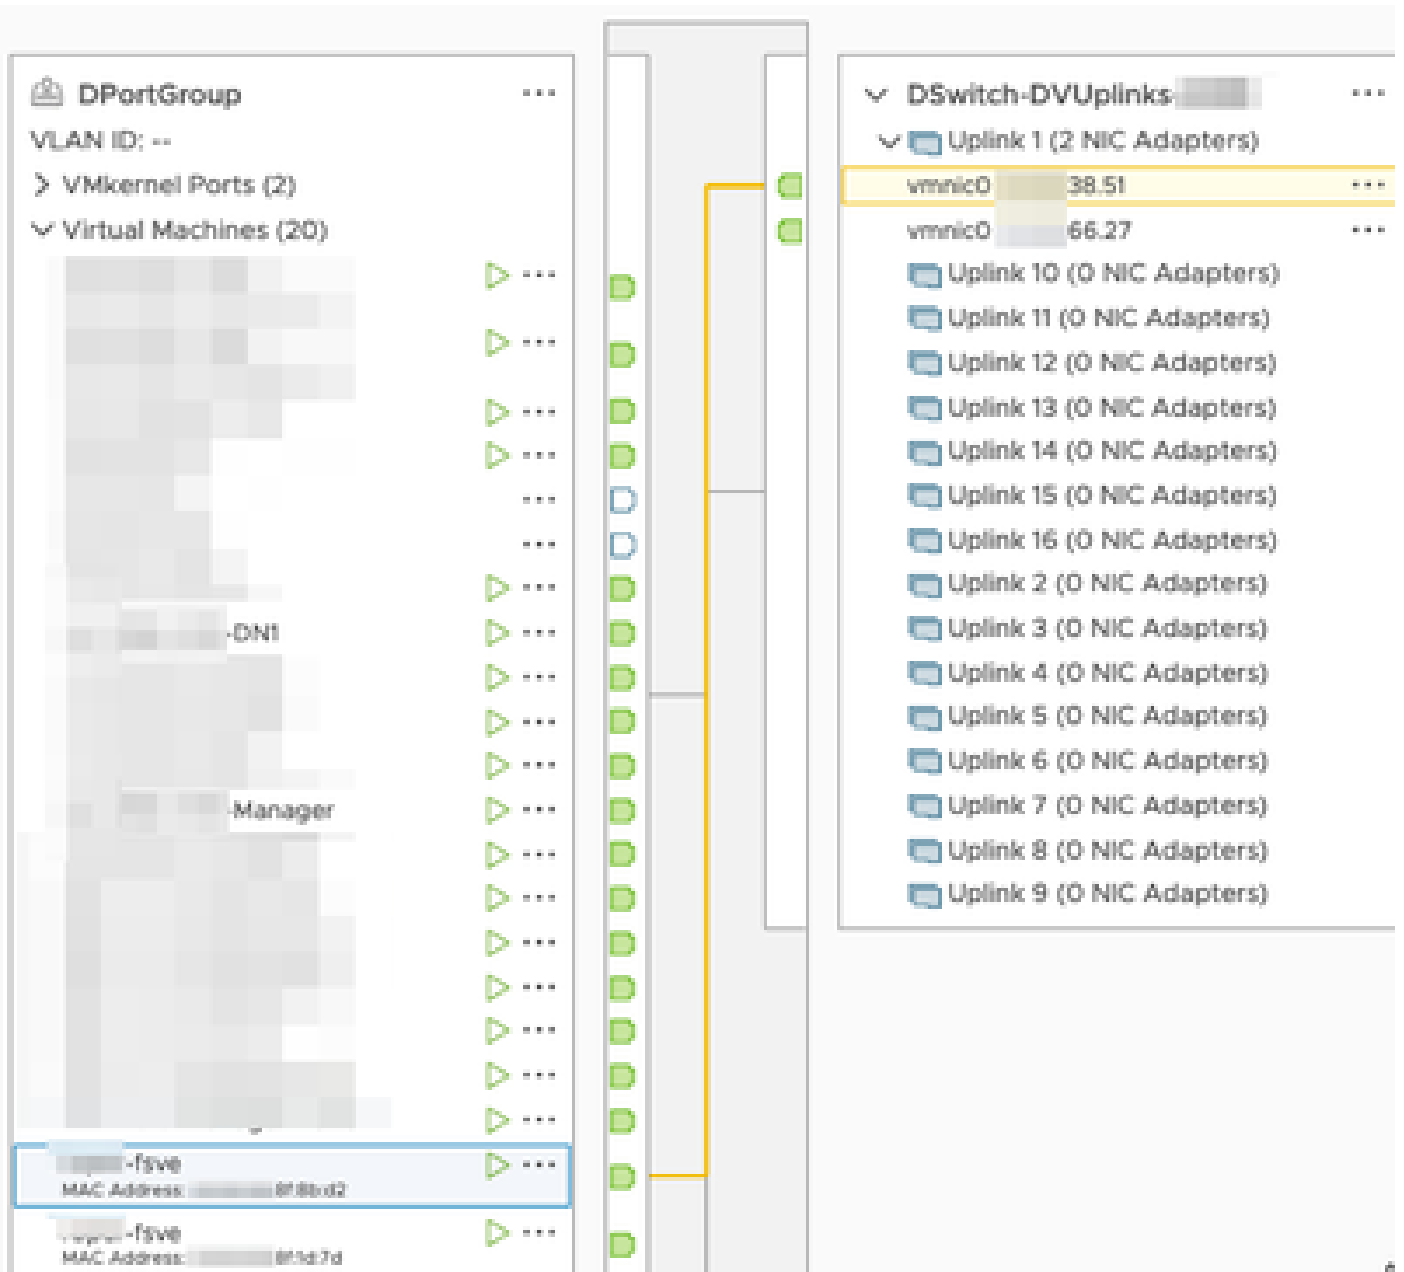 DPortGroup
VLAN ID: --
VMkernel Ports (2)
Virtual Machines (20)
-DN1
-Manager
-fsve
MAC Address: 8f:8b:d2
-fsve
MAC Address: 8f:1d:7d
DSwitch-DVUplinks-
Uplink 1 (2 NIC Adapters)
vmnic0 38.51
vmnic0 66.27
Uplink 10 (0 NIC Adapters)
Uplink 11 (0 NIC Adapters)
Uplink 12 (0 NIC Adapters)
Uplink 13 (0 NIC Adapters)
Uplink 14 (0 NIC Adapters)
Uplink 15 (0 NIC Adapters)
Uplink 16 (0 NIC Adapters)
Uplink 2 (0 NIC Adapters)
Uplink 3 (0 NIC Adapters)
Uplink 4 (0 NIC Adapters)
Uplink 5 (0 NIC Adapters)
Uplink 6 (0 NIC Adapters)
Uplink 7 (0 NIC Adapters)
Uplink 8 (0 NIC Adapters)
Uplink 9 (0 NIC Adapters)